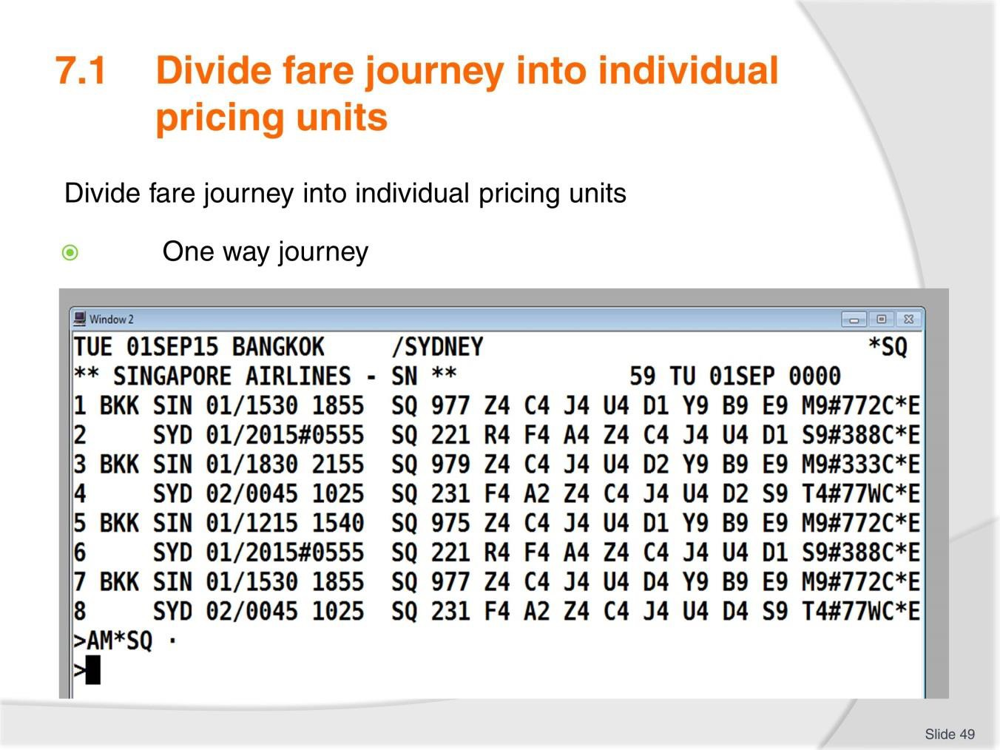 7.1 Divide fare journey into individual
pricing units
Divide fare journey into individual pricing units
One way journey
Window 2
TUE 01SEP15 BANGKOK /SYDNEY *SQ
** SINGAPORE AIRLINES - SN ** 59 TU 01SEP 0000
1 BKK SIN 01/1530 1855 SQ 977 Z4 C4 J4 U4 D1 Y9 B9 E9 M9#772C*E
2 SYD 01/2015#0555 SQ 221 R4 F4 A4 Z4 C4 J4 U4 D1 S9#388C*E
3 BKK SIN 01/1830 2155 SQ 979 Z4 C4 J4 U4 D2 Y9 B9 E9 M9#333C*E
4 SYD 02/0045 1025 SQ 231 F4 A2 Z4 C4 J4 U4 D2 S9 T4#77WC*E
5 BKK SIN 01/1215 1540 SQ 975 Z4 C4 J4 U4 D1 Y9 B9 E9 M9#772C*E
6 SYD 01/2015#0555 SQ 221 R4 F4 A4 Z4 C4 J4 U4 D1 S9#388C*E
7 BKK SIN 01/1530 1855 SQ 977 Z4 C4 J4 U4 D4 Y9 B9 E9 M9#772C*E
8 SYD 02/0045 1025 SQ 231 F4 A2 Z4 C4 J4 U4 D4 S9 T4#77WC*E
>AM*SQ ·
>
Slide 49